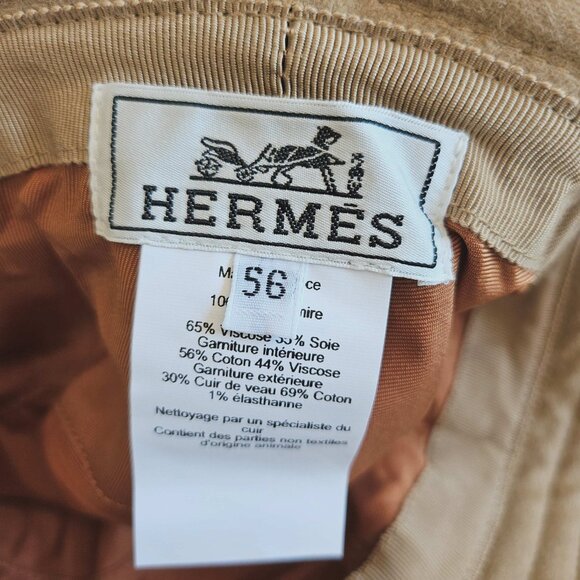 HERMÈS
56
65% Viscose 35% Soie
Garniture intérieure
56% Coton 44% Viscose
Garniture extérieure
30% Cuir de veau 69% Coton
1% élasthanne
Nettoyage par un spécialiste du
cuir
Contient des parties non textiles
d'origine animale